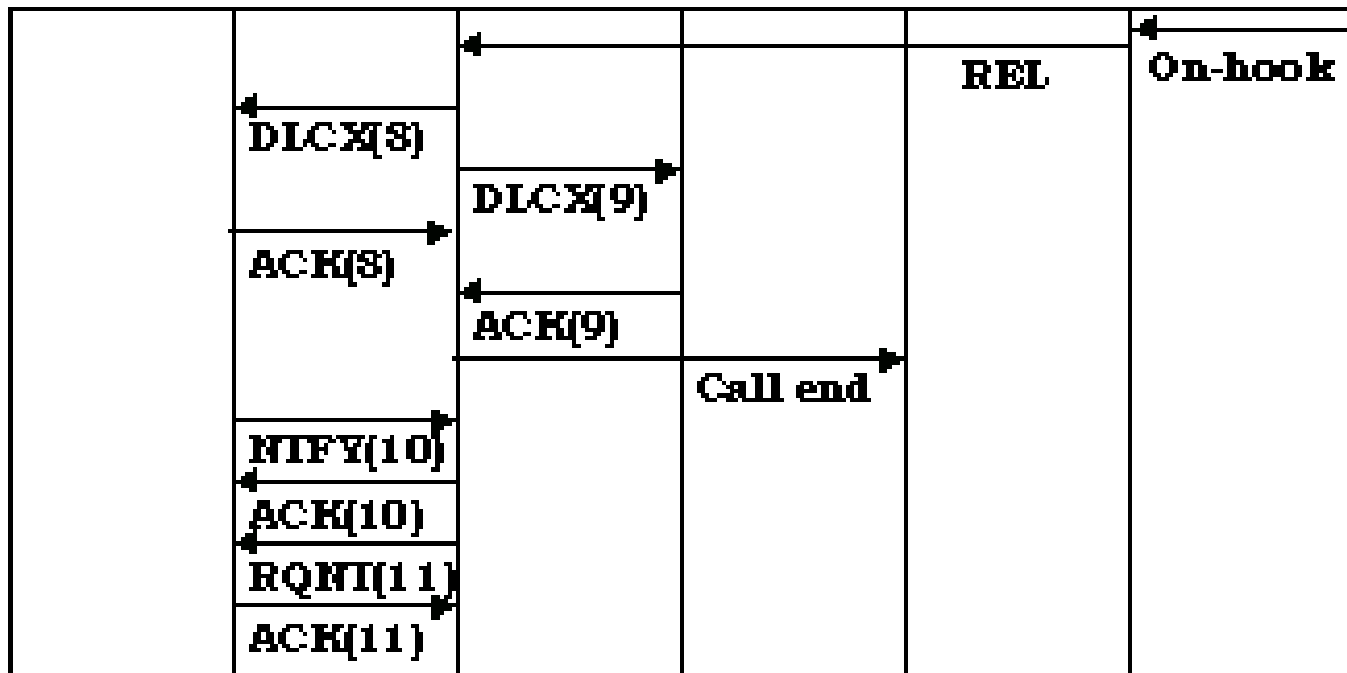 On-hook
REL
DLCX(8)
DLCX(9)
ACK(8)
ACK(9)
Call end
NTFY(10)
ACK(10)
RQNT(11)
ACK(11)